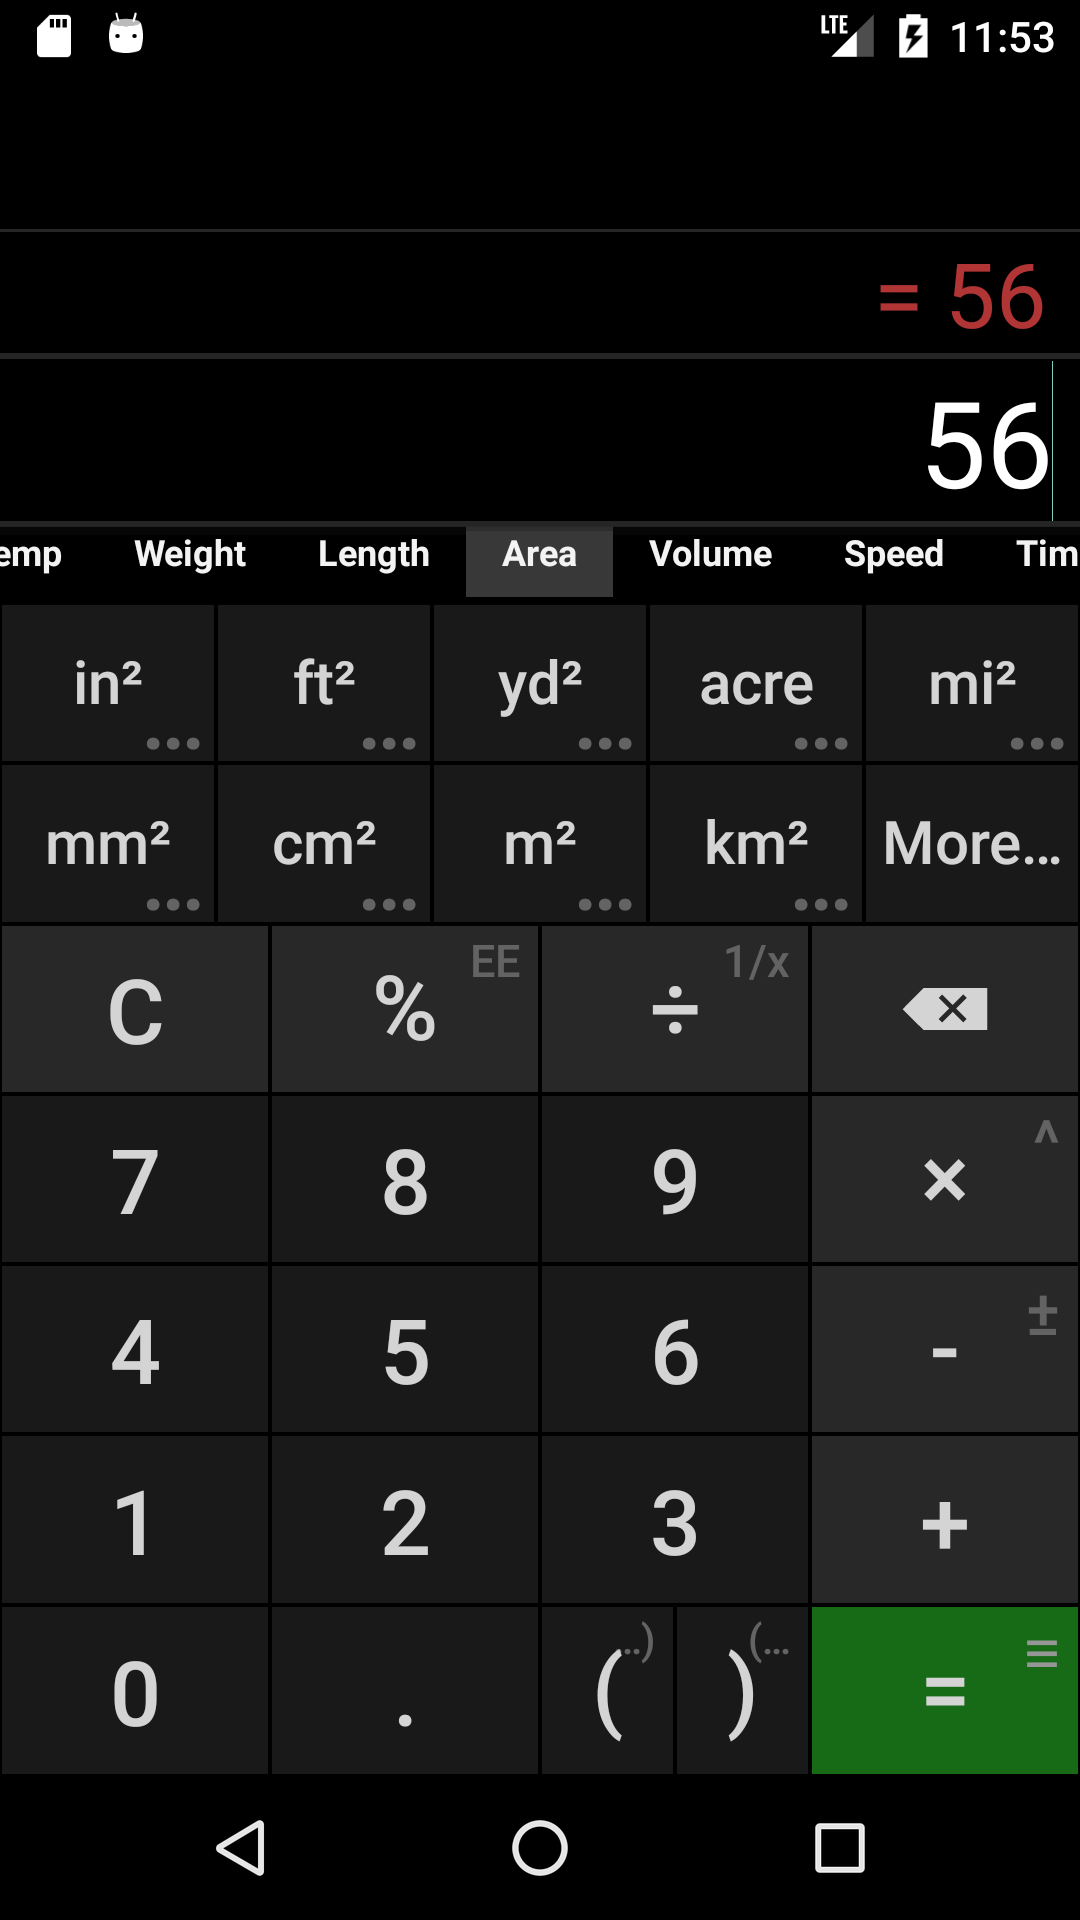 LTE 11:53
= 56
56
emp Weight Length Area Volume Speed Tim
in² ft² yd² acre mi²
mm² cm² m² km² More...
C % EE ÷ 1/x
7 8 9 × ^
4 5 6 - ±
1 2 3 +
0 . ( ..) ) (... =